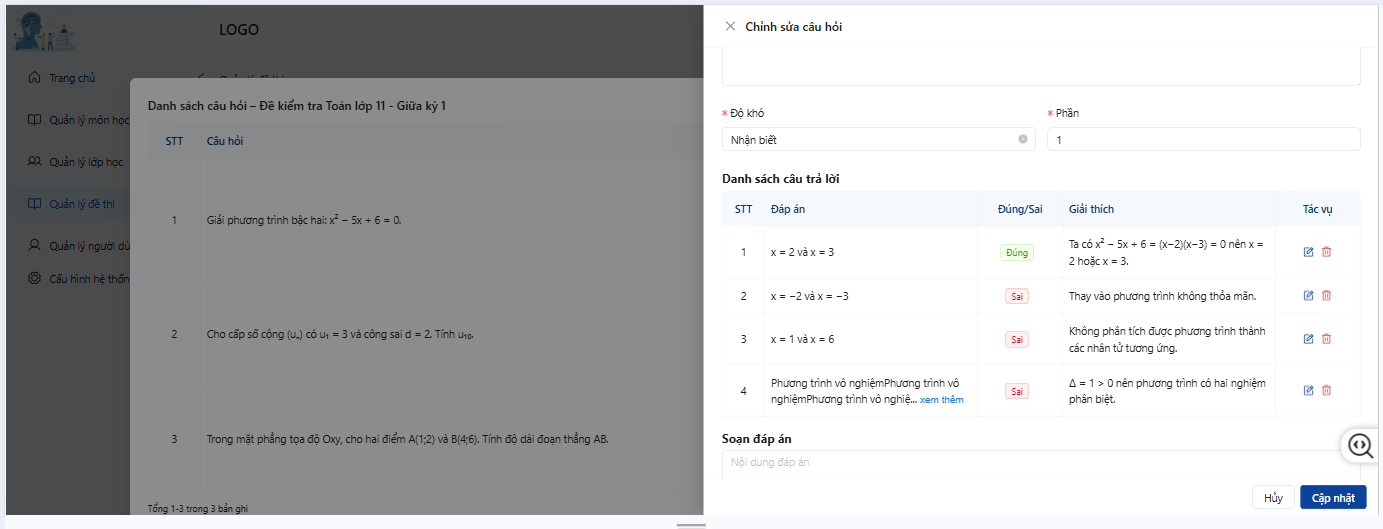 LOGO
Trang chủ
Quản lý môn học
Quản lý lớp học
Quản lý đề thi
Quản lý người dù
Cấu hình hệ thốn
Danh sách câu hỏi – Đề kiểm tra Toán lớp 11 - Giữa kỳ 1
STT Câu hỏi
1 Giải phương trình bậc hai: x² − 5x + 6 = 0.
2 Cho cấp số cộng (uₙ) có u₁ = 3 và công sai d = 2. Tính u₁₀.
3 Trong mặt phẳng tọa độ Oxy, cho hai điểm A(1;2) và B(4;6). Tính độ dài đoạn thẳng AB.
Tổng 1-3 trong 3 bản ghi
Chỉnh sửa câu hỏi
* Độ khó * Phần
Nhận biết 1
Danh sách câu trả lời
STT Đáp án Đúng/Sai Giải thích Tác vụ
1 x = 2 và x = 3 Đúng Ta có x² − 5x + 6 = (x−2)(x−3) = 0 nên x =
2 hoặc x = 3.
2 x = −2 và x = −3 Sai Thay vào phương trình không thỏa mãn.
3 x = 1 và x = 6 Sai Không phân tích được phương trình thành
các nhân tử tương ứng.
4 Phương trình vô nghiệmPhương trình vô
nghiệmPhương trình vô nghiệ... xem thêm Sai Δ = 1 > 0 nên phương trình có hai nghiệm
phân biệt.
Soạn đáp án
Nội dung đáp án
Hủy Cập nhật